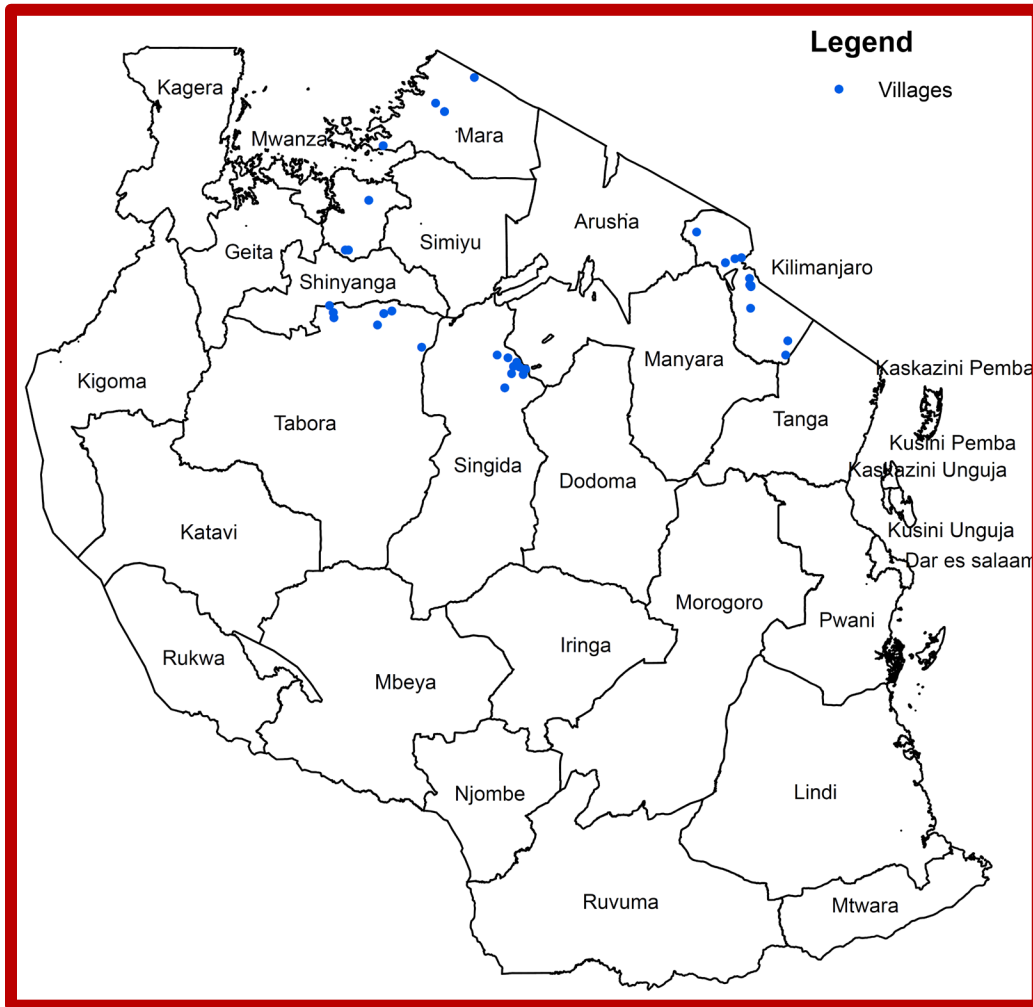 Legend
Villages
Kagera
Mwanza
Mara
Arusha
Simiyu
Geita
Kilimanjaro
Shinyanga
Manyara
Kaskazini Pemba
Kigoma
Tabora
Tanga
Kusini Pemba
Singida
Kaskazini Unguja
Dodoma
Katavi
Kusini Unguja
Dar es salaam
Morogoro
Pwani
Iringa
Rukwa
Mbeya
Njombe
Lindi
Ruvuma
Mtwara